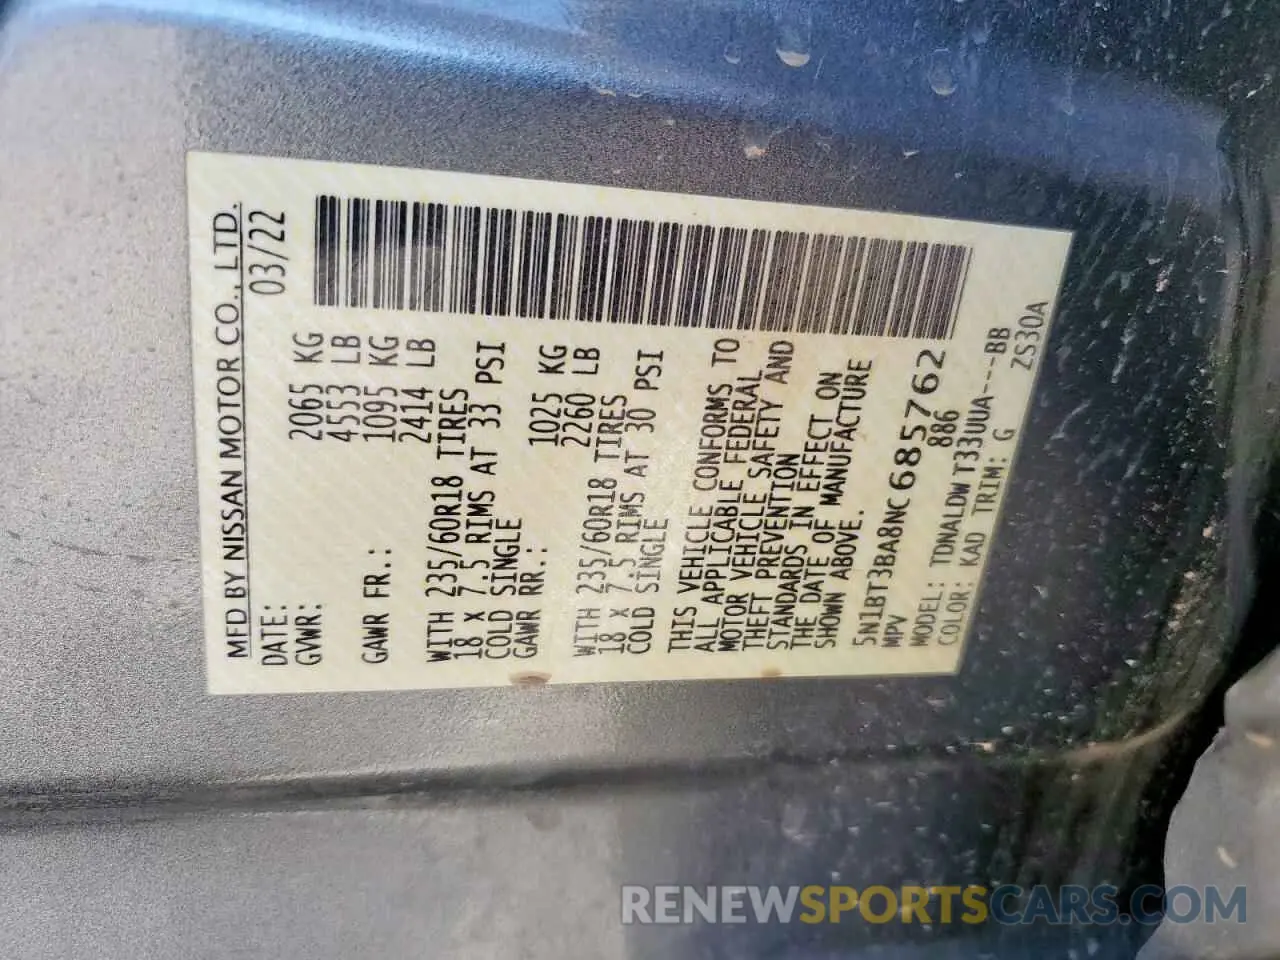 MFD BY NISSAN MOTOR CO., LTD.
DATE: 03/22
GVWR: 2065 KG
4553 LB
GAWR FR.: 1095 KG
2414 LB
WITH 235/60R18 TIRES
18 X 7.5 RIMS AT 33 PSI
COLD SINGLE
GAWR RR.: 1025 KG
2260 LB
WITH 235/60R18 TIRES
18 X 7.5 RIMS AT 30 PSI
COLD SINGLE
THIS VEHICLE CONFORMS TO
ALL APPLICABLE FEDERAL
MOTOR VEHICLE SAFETY AND
THEFT PREVENTION
STANDARDS IN EFFECT ON
THE DATE OF MANUFACTURE
SHOWN ABOVE.
5N1BT3BA8NC685762
MPV 886
MODEL: TDNALDW T33UUA---BB
COLOR: KAD TRIM: G ZS30A
RENEWSPORTSCARS.COM